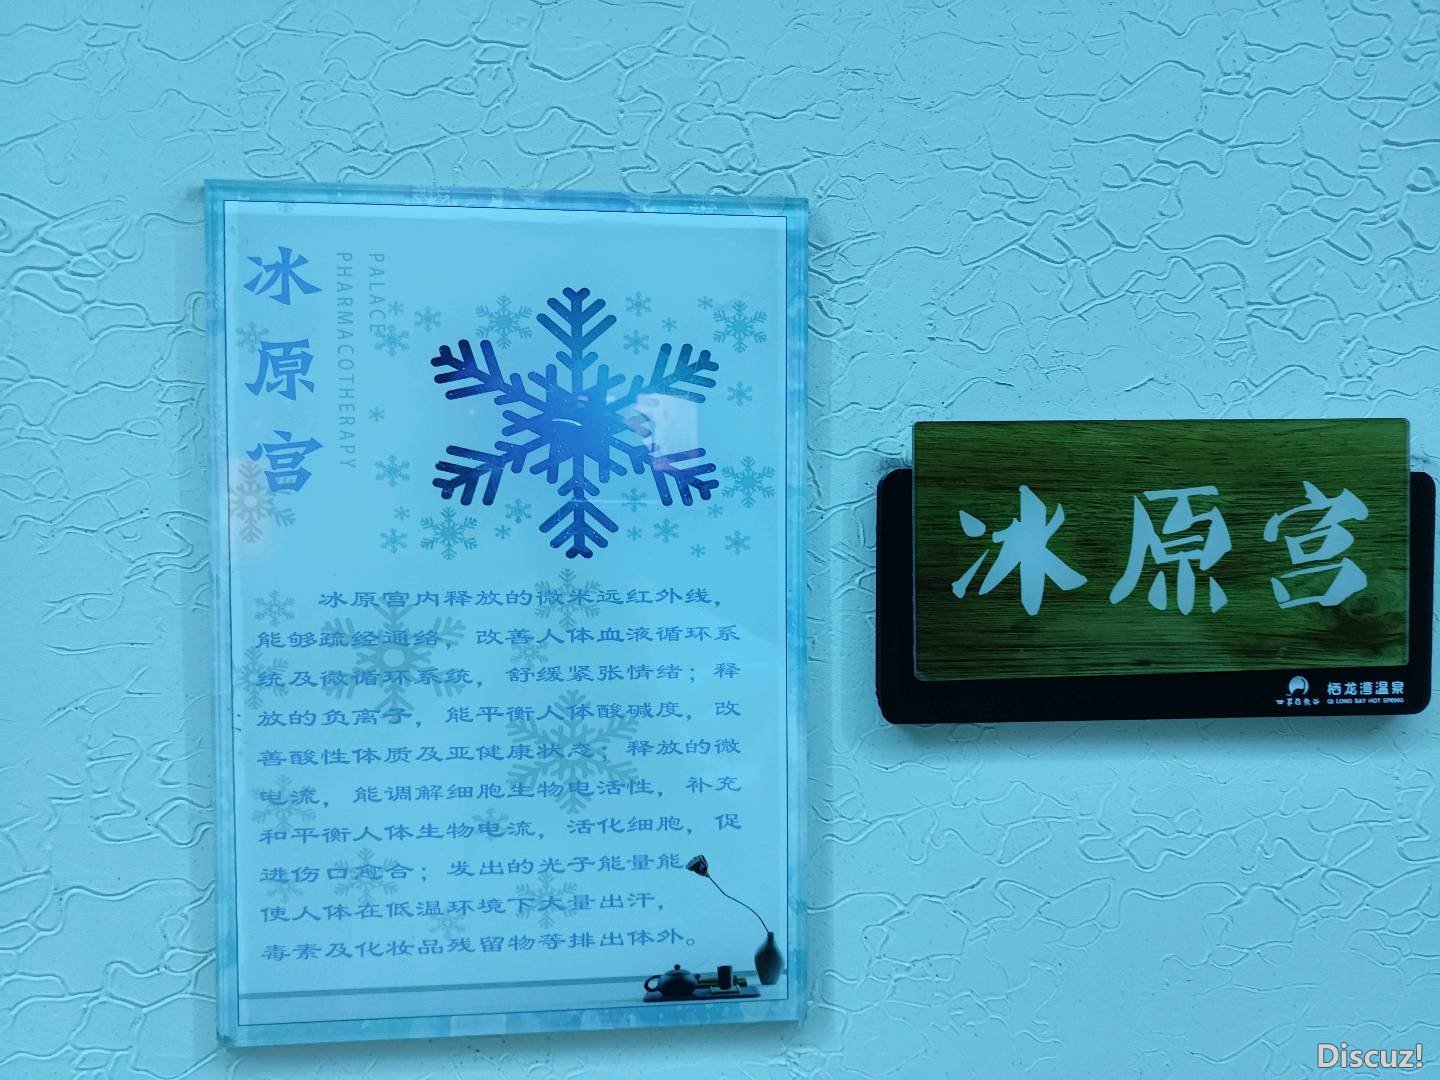 冰原宫
PALACE
PHARMACOTHERAPY
冰原宫内释放的微米远红外线，
能够疏经通络，改善人体血液循环系
统及微循环系统，舒缓紧张情绪；释
放的负离子，能平衡人体酸碱度，改
善酸性体质及亚健康状态；释放的微
电流，能调解细胞生物电活性，补充
和平衡人体生物电流，活化细胞，促
进伤口愈合；发出的光子能量能
使人体在低温环境下大量出汗，
毒素及化妆品残留物等排出体外。
冰原宫
栖龙湾温泉
QI LONG BAY HOT SPRING
Discuz!